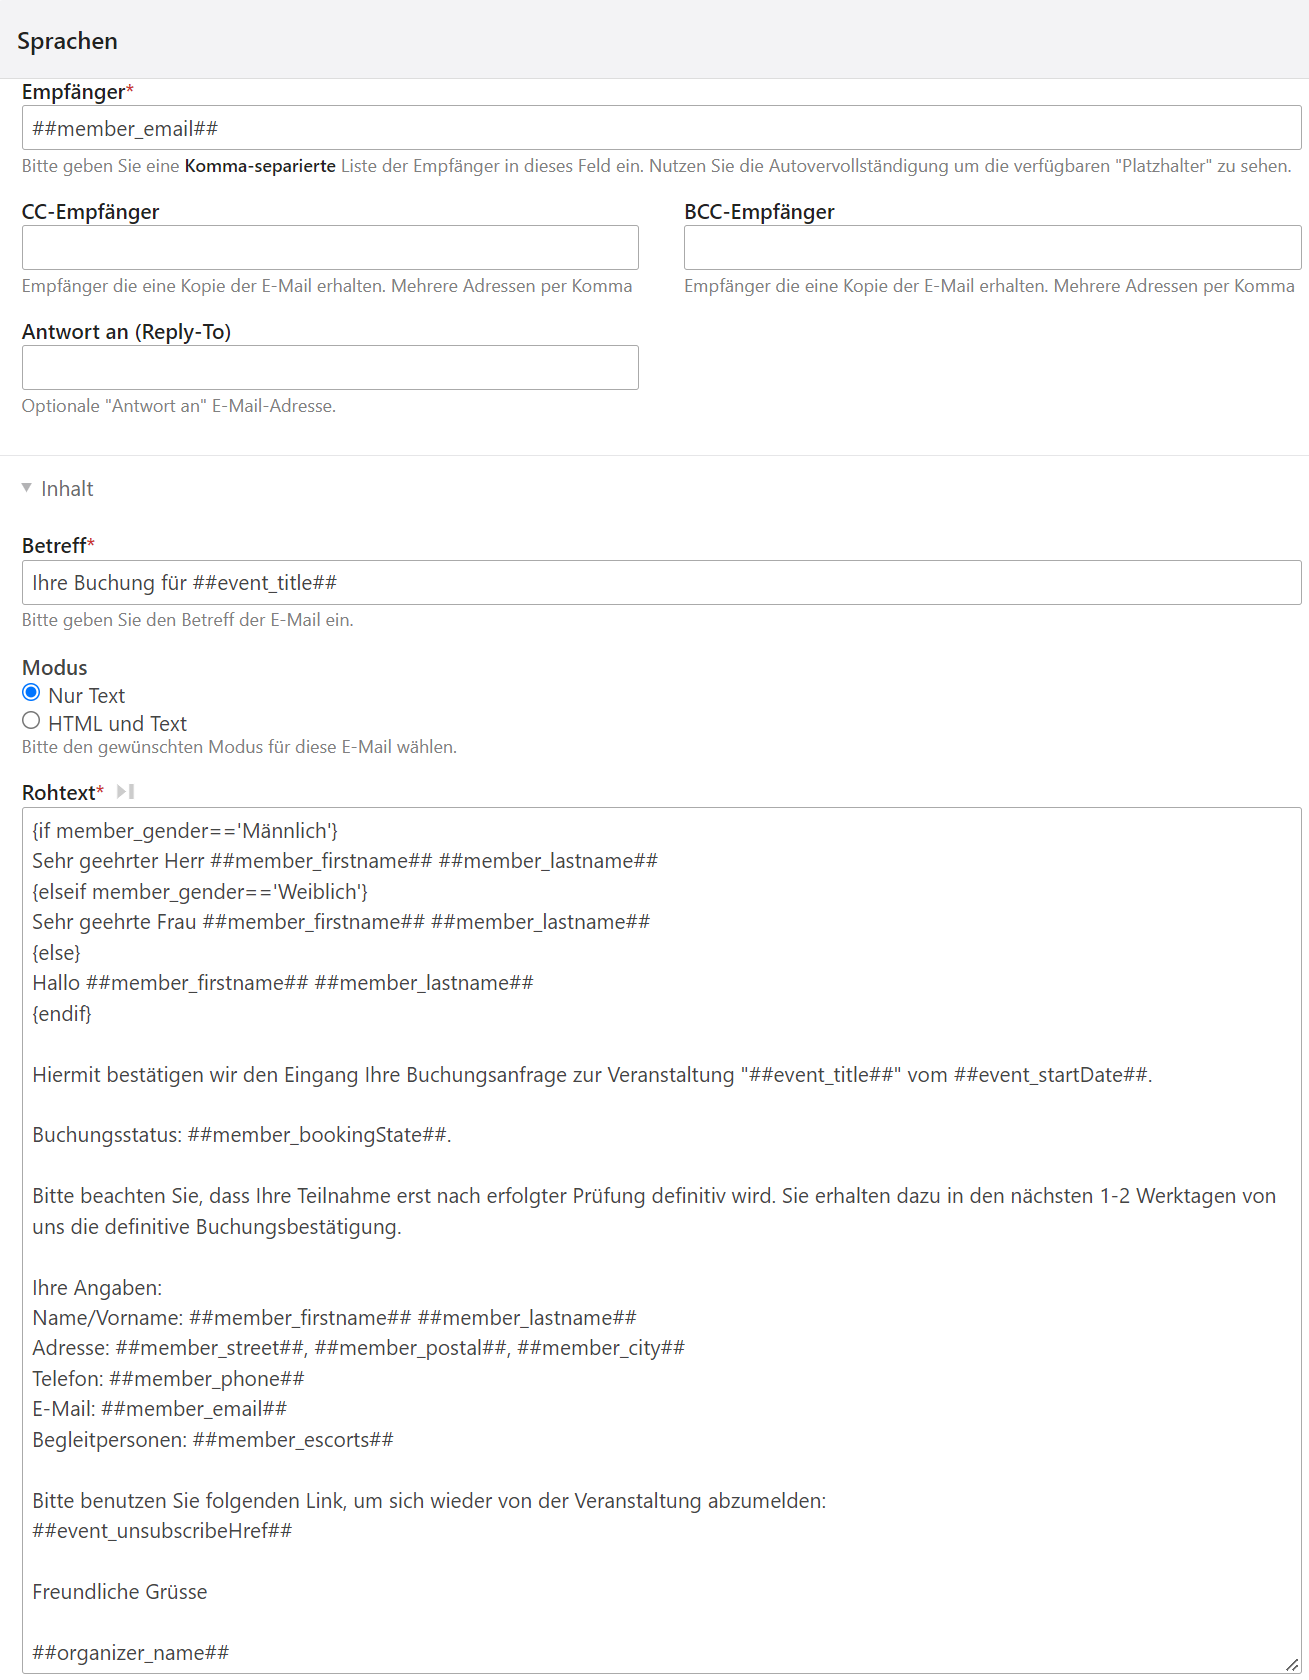 Sprachen
Empfänger*
##member_email##
Bitte geben Sie eine Komma-separierte Liste der Empfänger in dieses Feld ein. Nutzen Sie die Autovervollständigung um die verfügbaren "Platzhalter" zu sehen.
CC-Empfänger
BCC-Empfänger
Empfänger die eine Kopie der E-Mail erhalten. Mehrere Adressen per Komma
Empfänger die eine Kopie der E-Mail erhalten. Mehrere Adressen per Komma
Antwort an (Reply-To)
Optionale "Antwort an" E-Mail-Adresse.
Inhalt
Betreff*
Ihre Buchung für ##event_title##
Bitte geben Sie den Betreff der E-Mail ein.
Modus
Nur Text
HTML und Text
Bitte den gewünschten Modus für diese E-Mail wählen.
Rohtext*
{if member_gender=='Männlich'}
Sehr geehrter Herr ##member_firstname## ##member_lastname##
{elseif member_gender=='Weiblich'}
Sehr geehrte Frau ##member_firstname## ##member_lastname##
{else}
Hallo ##member_firstname## ##member_lastname##
{endif}
Hiermit bestätigen wir den Eingang Ihre Buchungsanfrage zur Veranstaltung "##event_title##" vom ##event_startDate##.
Buchungsstatus: ##member_bookingState##.
Bitte beachten Sie, dass Ihre Teilnahme erst nach erfolgter Prüfung definitiv wird. Sie erhalten dazu in den nächsten 1-2 Werktagen von
uns die definitive Buchungsbestätigung.
Ihre Angaben:
Name/Vorname: ##member_firstname## ##member_lastname##
Adresse: ##member_street##, ##member_postal##, ##member_city##
Telefon: ##member_phone##
E-Mail: ##member_email##
Begleitpersonen: ##member_escorts##
Bitte benutzen Sie folgenden Link, um sich wieder von der Veranstaltung abzumelden:
##event_unsubscribeHref##
Freundliche Grüsse
##organizer_name##